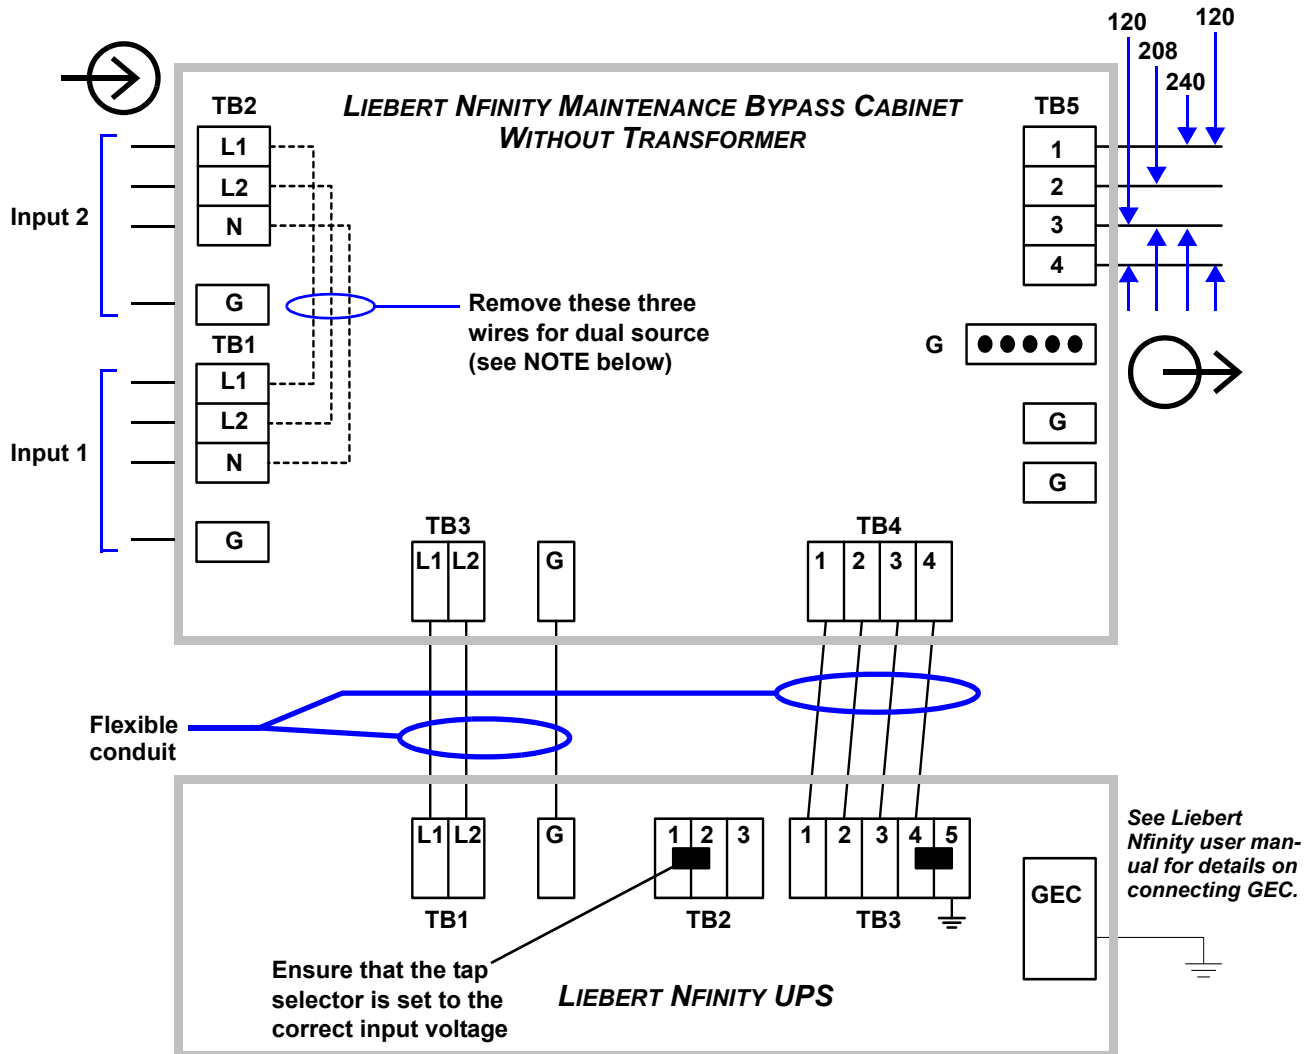 120
120
208
240
LIEBERT NFINITY MAINTENANCE BYPASS CABINET
WITHOUT TRANSFORMER
TB2
L1
L2
N
G
Input 2
TB1
L1
L2
N
G
Input 1
Remove these three
wires for dual source
(see NOTE below)
TB5
1
2
3
4
G
G
G
TB3
L1 L2
G
TB4
1 2 3 4
Flexible
conduit
L1 L2
G
TB1
1 2 3
TB2
1 2 3 4 5
TB3
GEC
See Liebert
Nfinity user man-
ual for details on
connecting GEC.
Ensure that the tap
selector is set to the
correct input voltage
LIEBERT NFINITY UPS